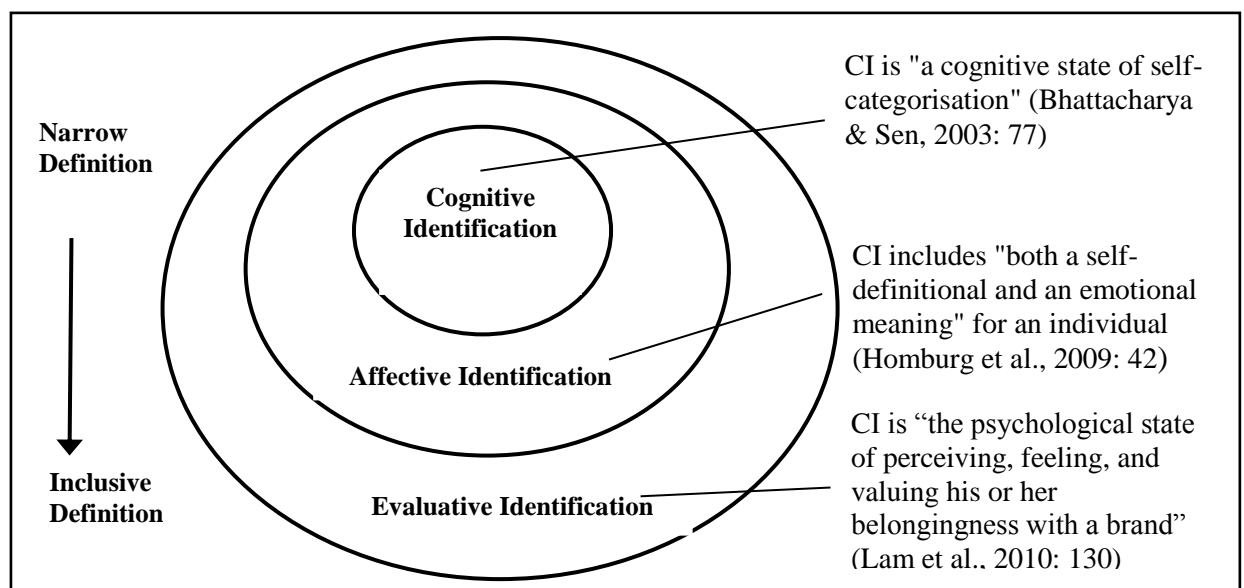 Narrow
Definition
Inclusive
Definition
Cognitive
Identification
Affective Identification
Evaluative Identification
CI is "a cognitive state of self-
categorisation" (Bhattacharya
& Sen, 2003: 77)
CI includes "both a self-
definitional and an emotional
meaning" for an individual
(Homburg et al., 2009: 42)
CI is “the psychological state
of perceiving, feeling, and
valuing his or her
belongingness with a brand”
(Lam et al., 2010: 130)